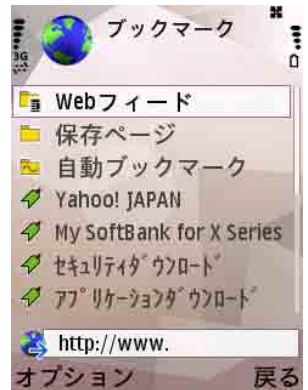 3G
ブックマーク
Webフィード
保存ページ
自動ブックマーク
Yahoo! JAPAN
My SoftBank for X Series
ｾｷｭﾘﾃｨﾀﾞｳﾝﾛｰﾄﾞ
ｱﾌﾟﾘｹｰｼｮﾝﾀﾞｳﾝﾛｰﾄﾞ
http://www.
オプション 戻る